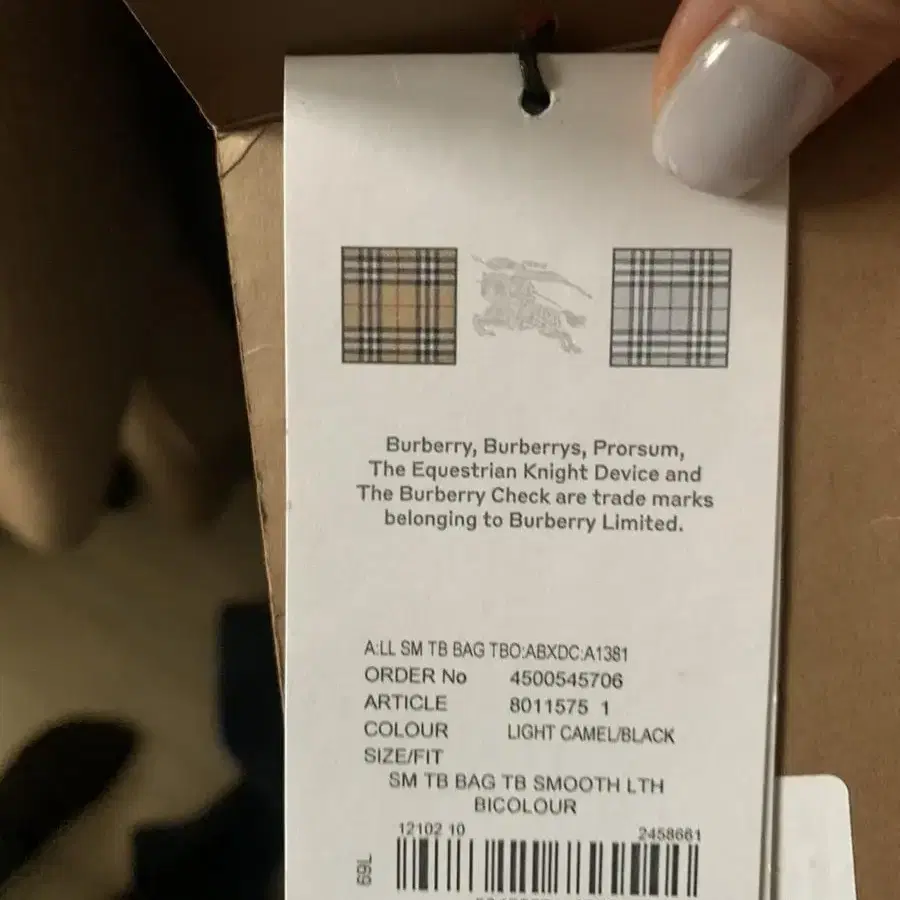 Burberry, Burberrys, Prorsum,
The Equestrian Knight Device and
The Burberry Check are trade marks
belonging to Burberry Limited.
A:LL SM TB BAG TBO:ABXDC:A1381
ORDER No 4500545706
ARTICLE 8011575 1
COLOUR LIGHT CAMEL/BLACK
SIZE/FIT
SM TB BAG TB SMOOTH LTH
BICOLOUR
12102 10 2458661
69L